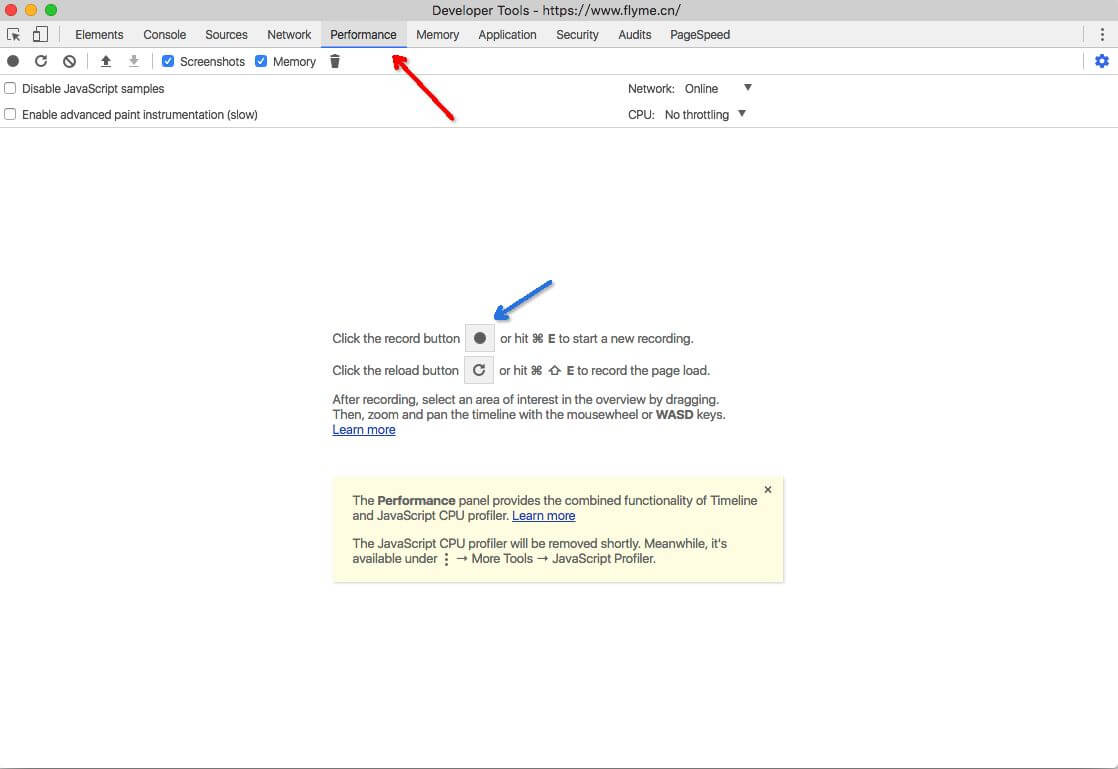 Developer Tools - https://www.flyme.cn/
Elements Console Sources Network Performance Memory Application Security Audits PageSpeed
Screenshots Memory
Disable JavaScript samples Network: Online
Enable advanced paint instrumentation (slow) CPU: No throttling
Click the record button or hit ⌘ E to start a new recording.
Click the reload button or hit ⌘ ⇧ E to record the page load.
After recording, select an area of interest in the overview by dragging.
Then, zoom and pan the timeline with the mousewheel or WASD keys.
Learn more
The Performance panel provides the combined functionality of Timeline
and JavaScript CPU profiler. Learn more
The JavaScript CPU profiler will be removed shortly. Meanwhile, it's
available under ⋮ → More Tools → JavaScript Profiler.